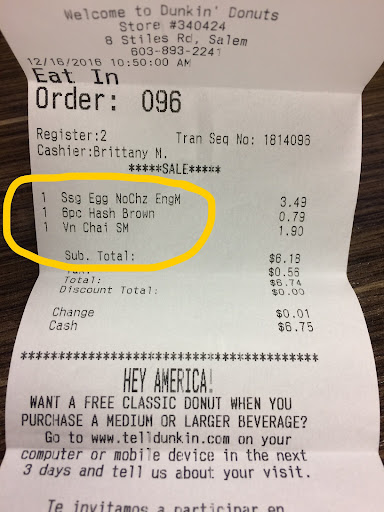 Welcome to Dunkin' Donuts
Store #340424
8 Stiles Rd, Salem
603-893-2241
12/16/2016 10:50:00 AM
Eat In
Order: 096
Register:2 Tran Seq No: 1814096
Cashier:Brittany M.
*****SALE*****
1 Ssg Egg NoChz EngM 3.49
1 6pc Hash Brown 0.79
1 Vn Chai SM 1.90
Sub. Total: $6.18
Tax: $0.56
Total: $6.74
Discount Total: $0.00
Change $0.01
Cash $6.75
****************************************
HEY AMERICA!
WANT A FREE CLASSIC DONUT WHEN YOU
PURCHASE A MEDIUM OR LARGER BEVERAGE?
Go to www.telldunkin.com on your
computer or mobile device in the next
3 days and tell us about your visit.
Te invitamos a participar en